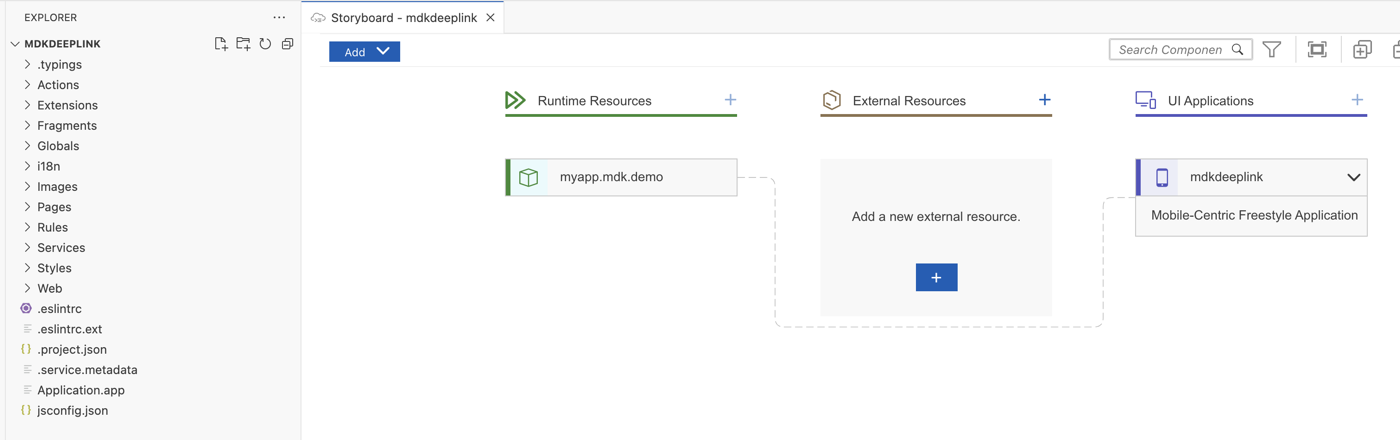 EXPLORER
MDKDEEPLINK
.typings
Actions
Extensions
Fragments
Globals
i18n
Images
Pages
Rules
Services
Styles
Web
.eslintrc
.eslintrc.ext
{ } .project.json
.service.metadata
Application.app
{ } jsconfig.json
Storyboard - mdkdeeplink
Add
Search Componen
Runtime Resources
External Resources
UI Applications
myapp.mdk.demo
Add a new external resource.
mdkdeeplink
Mobile-Centric Freestyle Application